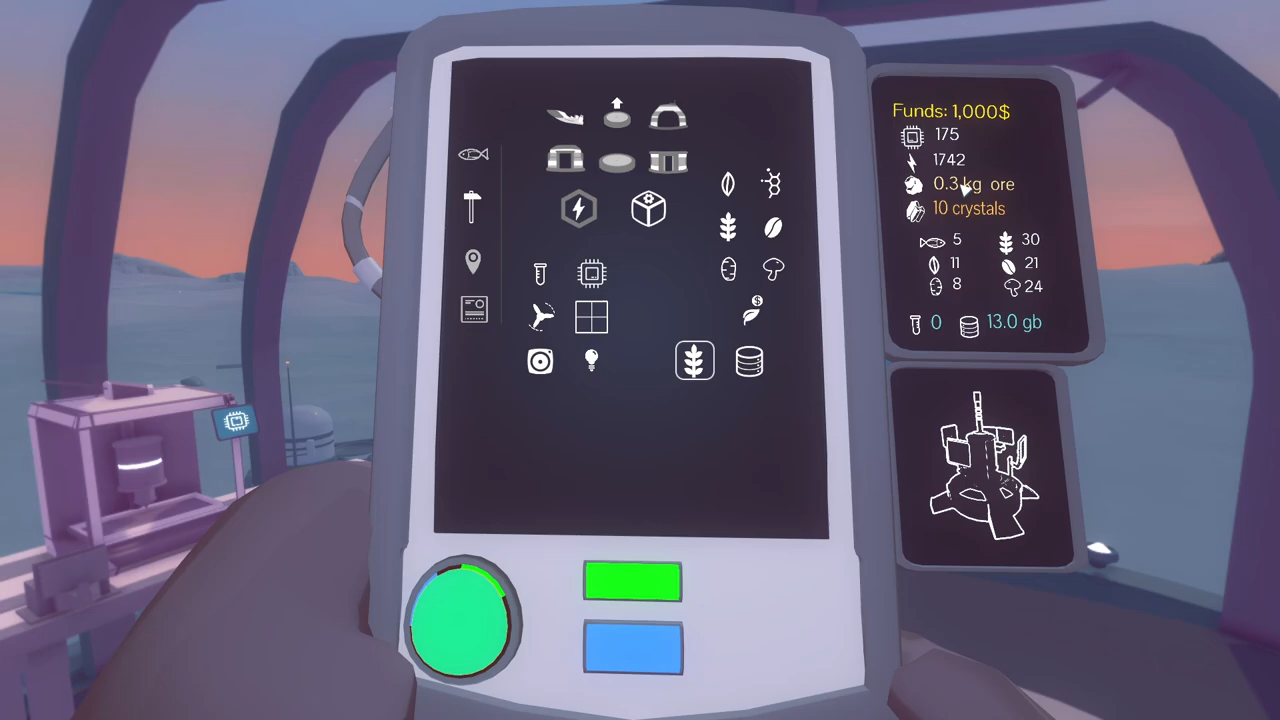 Funds: 1,000$
175
1742
0.3 kg ore
10 crystals
5 30
11 21
8 24
0 13.0 gb